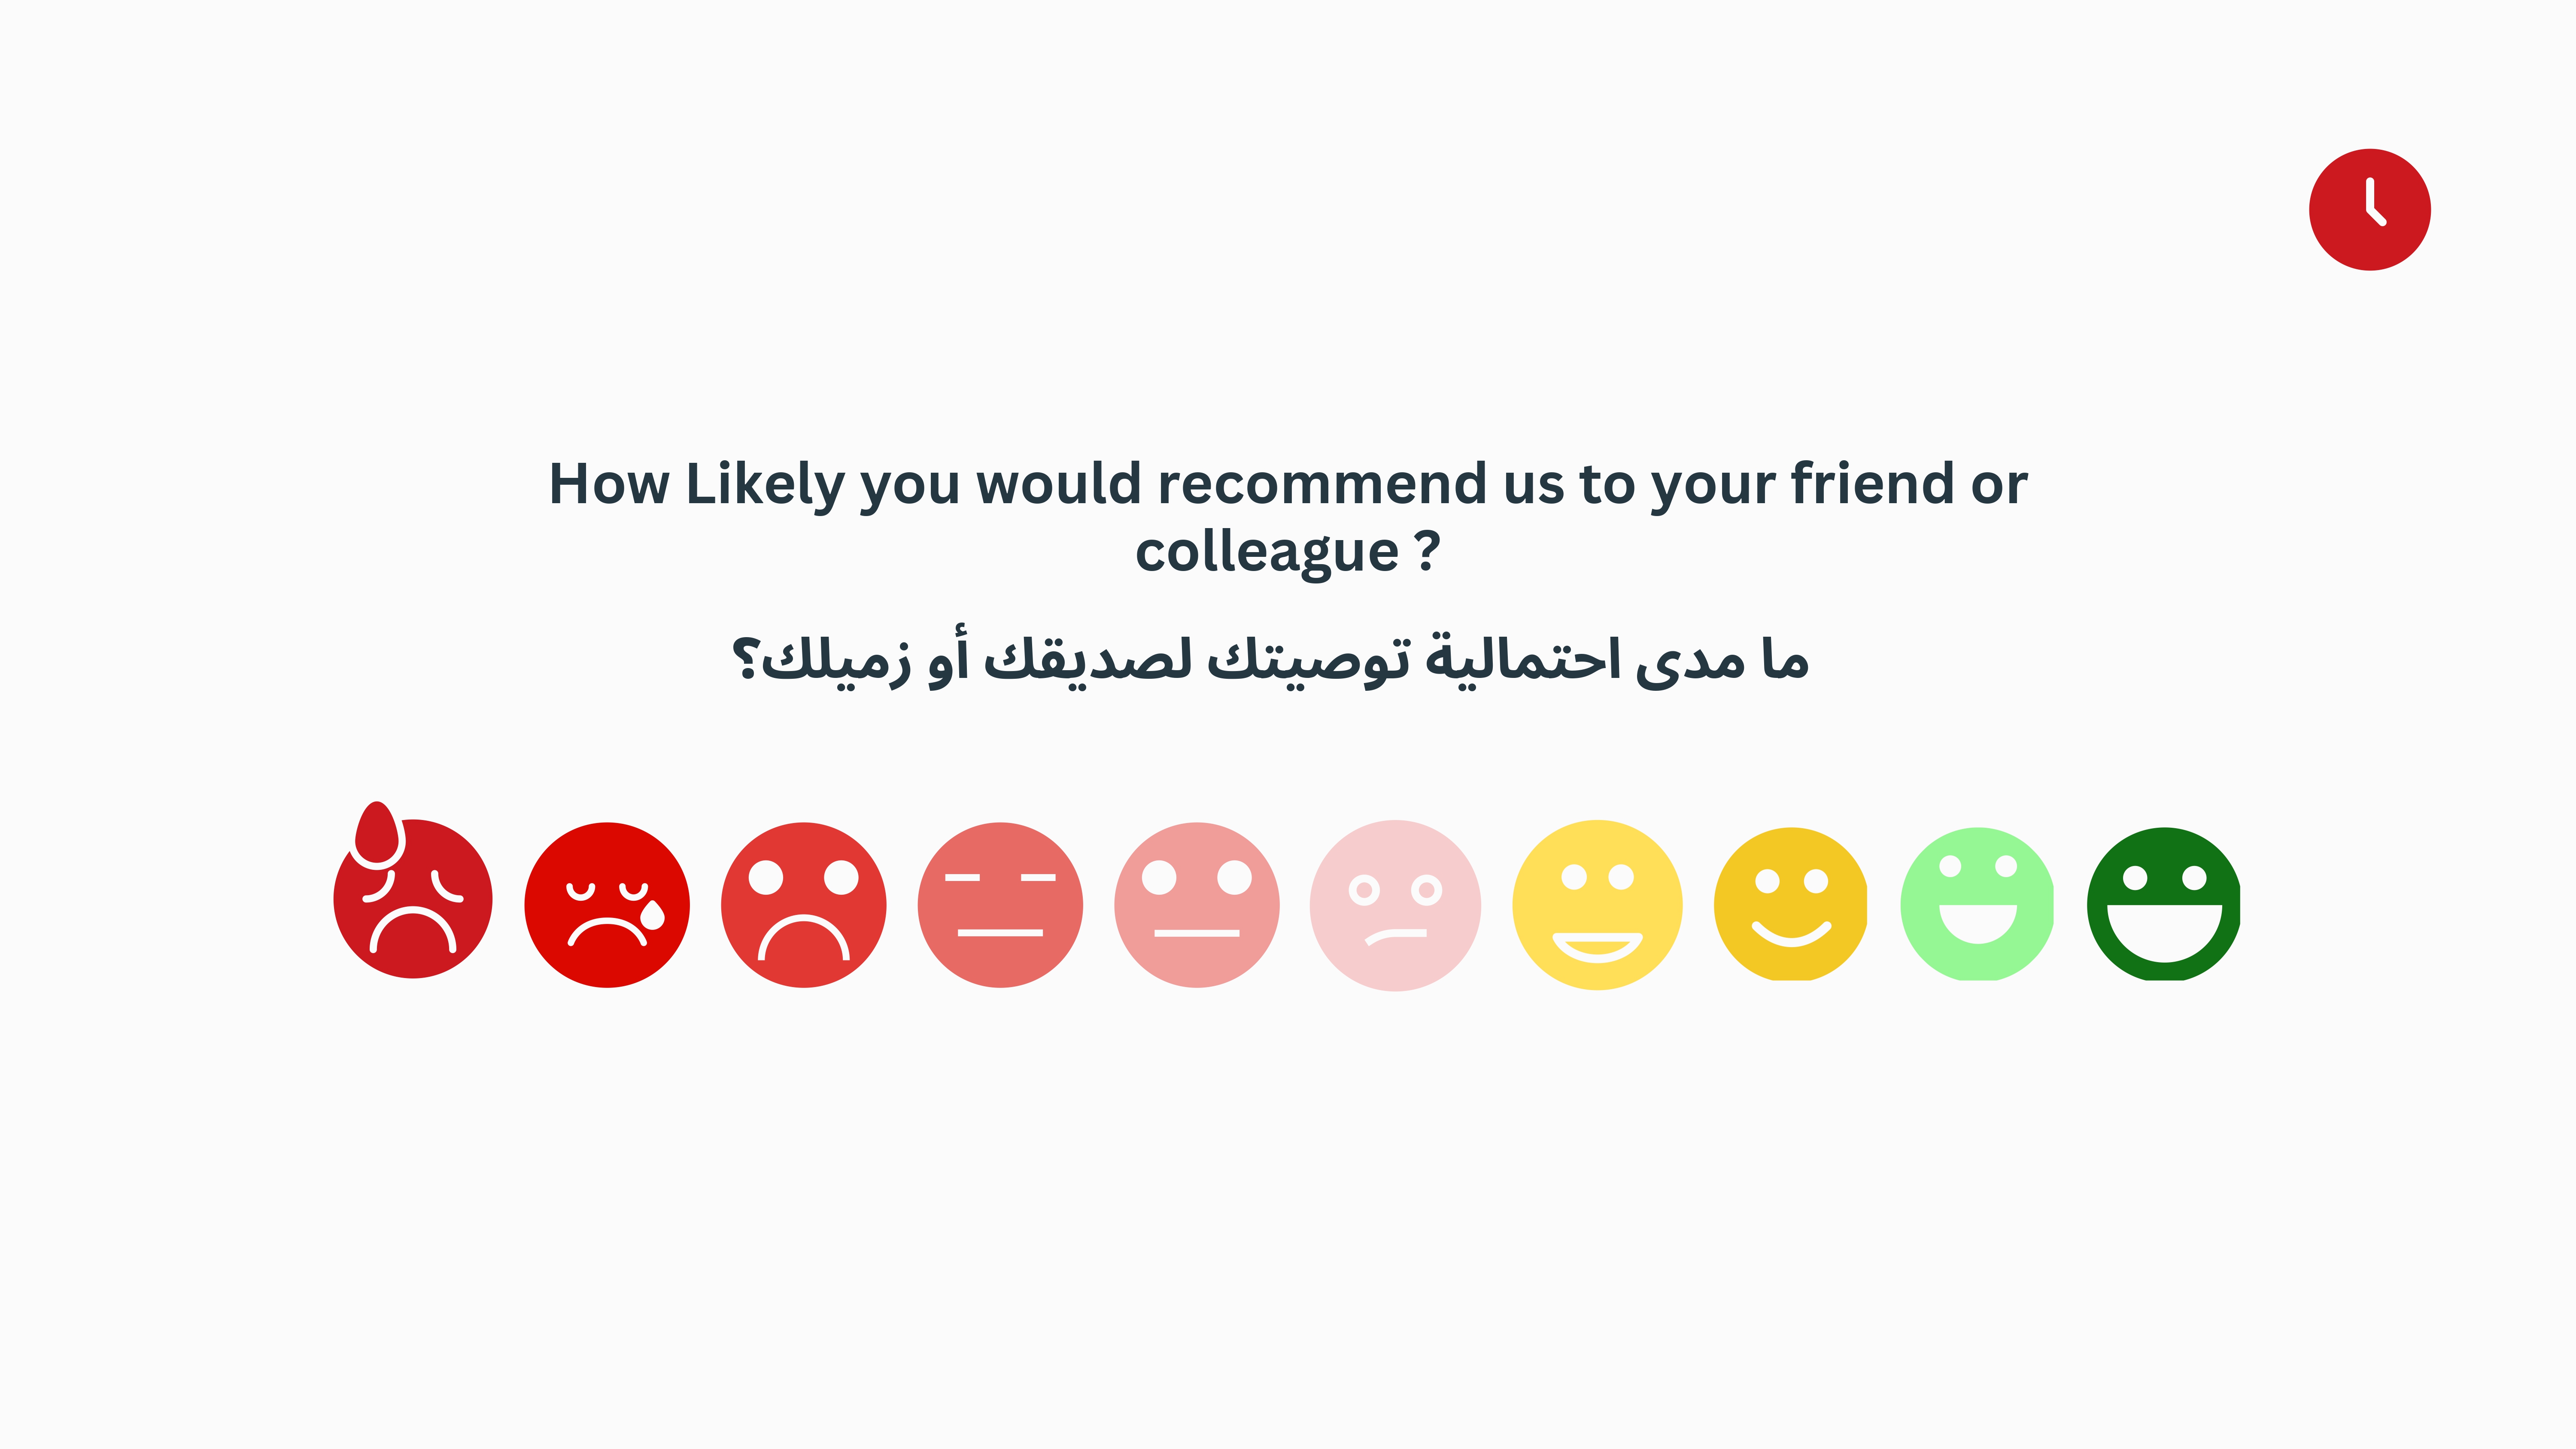 How Likely you would recommend us to your friend or
colleague ?
ما مدى احتمالية توصيتك لصديقك أو زميلك؟